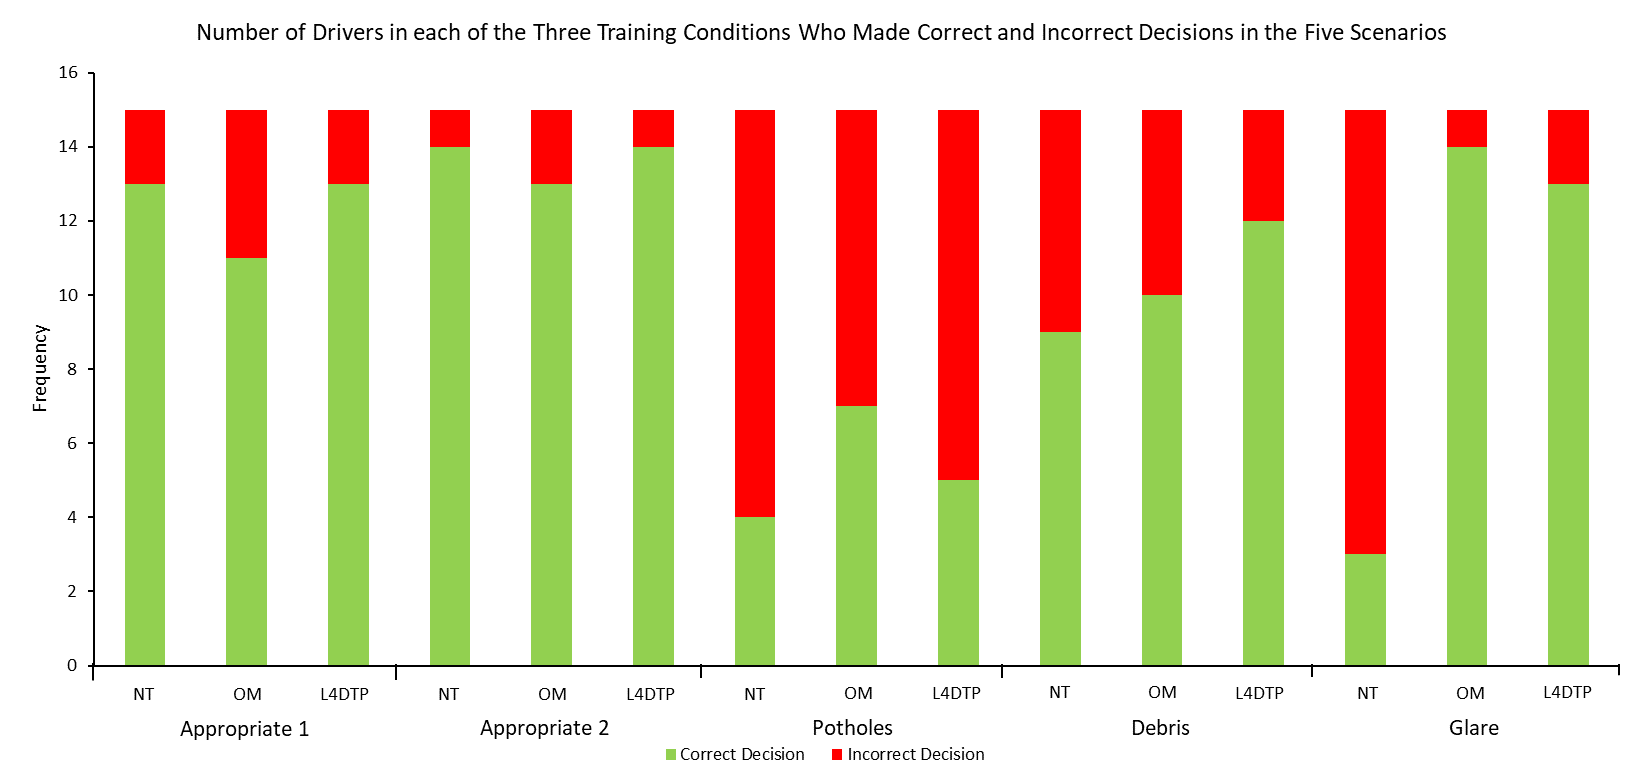 Number of Drivers in each of the Three Training Conditions Who Made Correct and Incorrect Decisions in the Five Scenarios
16
14
12
10
8
6
4
2
0
Frequency
NT OM L4DTP NT OM L4DTP NT OM L4DTP NT OM L4DTP NT OM L4DTP
Appropriate 1 Appropriate 2 Potholes Debris Glare
Correct Decision Incorrect Decision